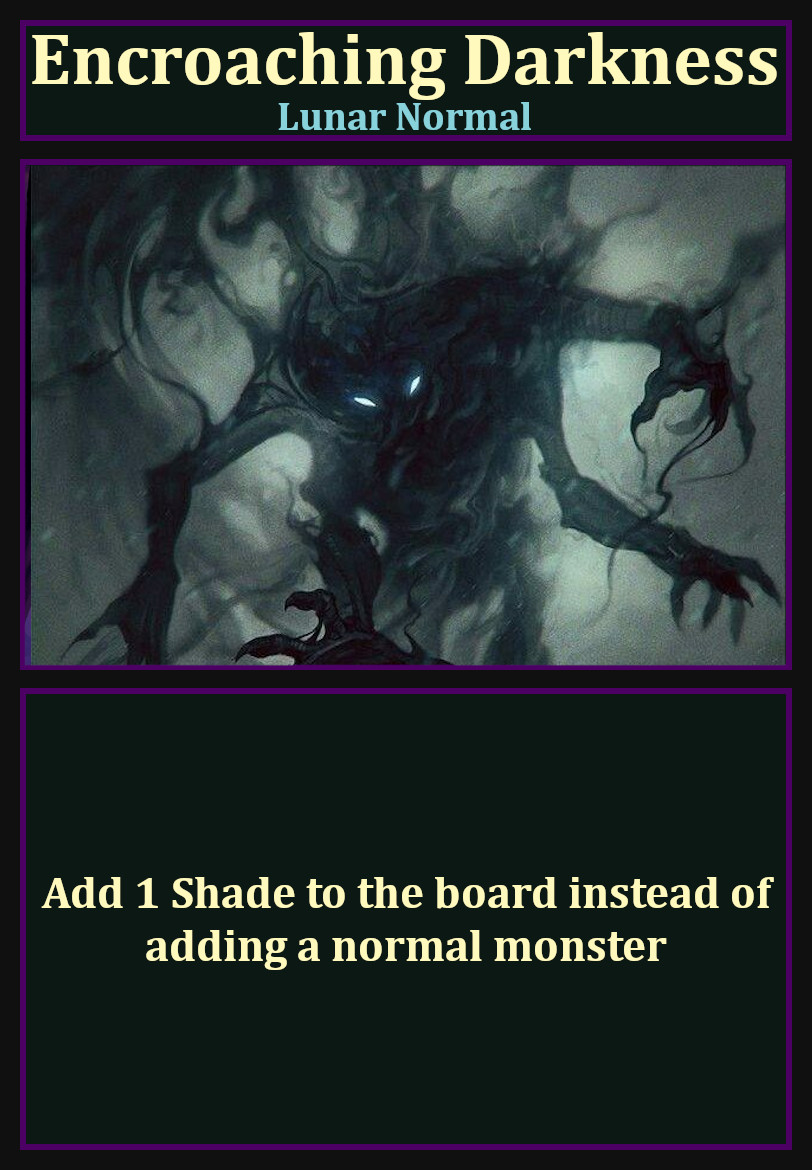 Encroaching Darkness
Lunar Normal
Add 1 Shade to the board instead of
adding a normal monster